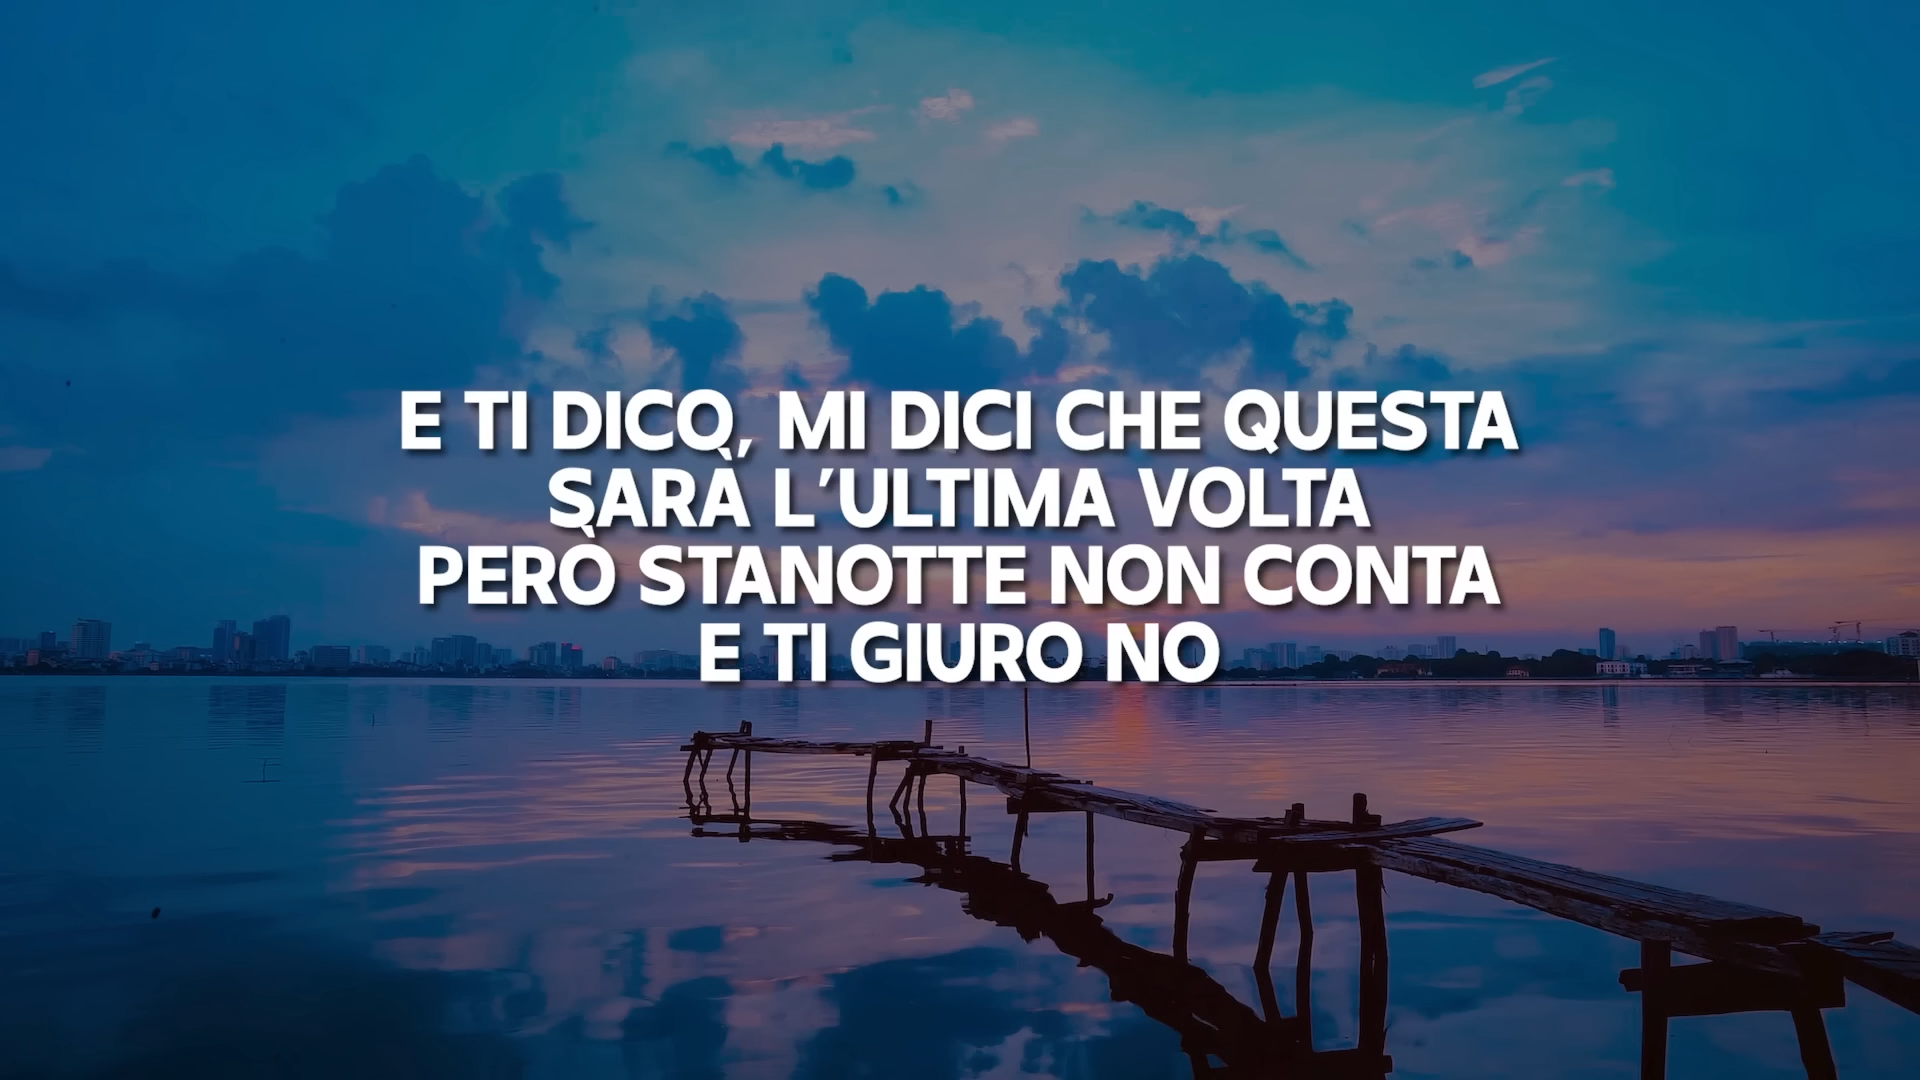 E TI DICO, MI DICI CHE QUESTA
SARÀ L’ULTIMA VOLTA
PERÒ STANOTTE NON CONTA
E TI GIURO NO